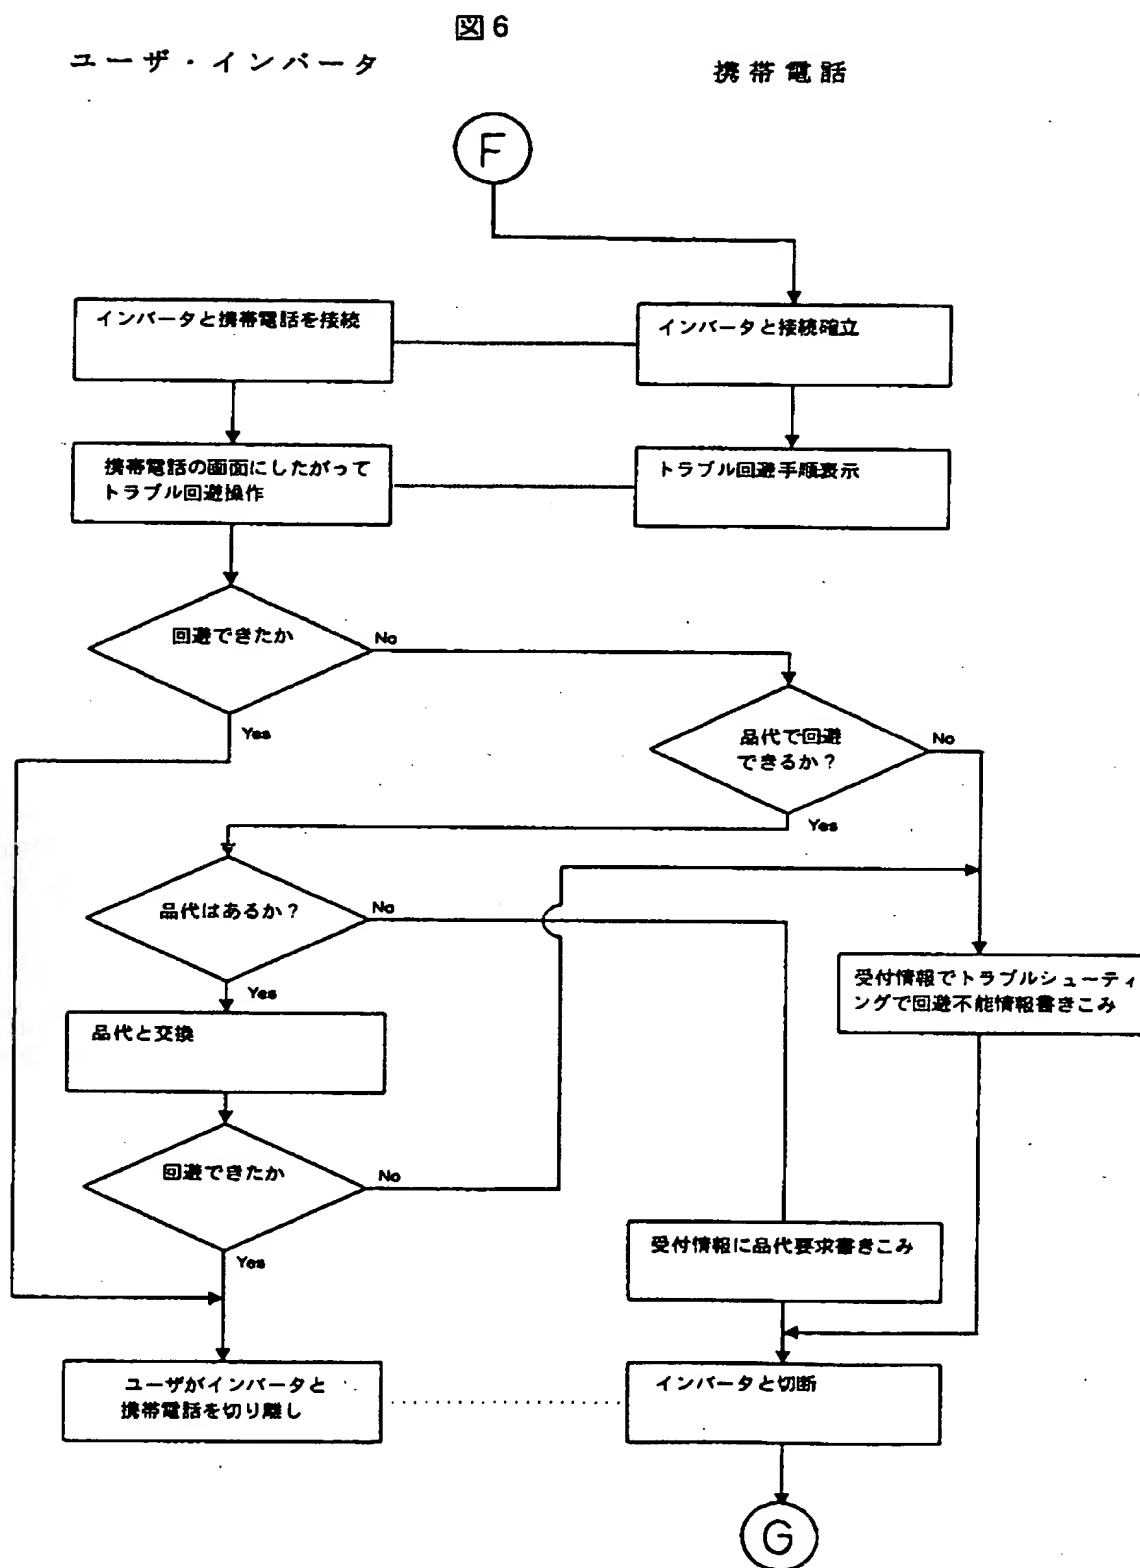 図6
ユーザ・インバータ
携帯電話
F
インバータと携帯電話を接続
インバータと接続確立
携帯電話の画面にしたがって
トラブル回避操作
トラブル回避手順表示
回避できたか
No
Yes
品代で回避
できるか？
No
Yes
品代はあるか？
No
Yes
受付情報でトラブルシューティ
ングで回避不能情報書きこみ
品代と交換
回避できたか
No
Yes
受付情報に品代要求書きこみ
ユーザがインバータと
携帯電話を切り離し
インバータと切断
G